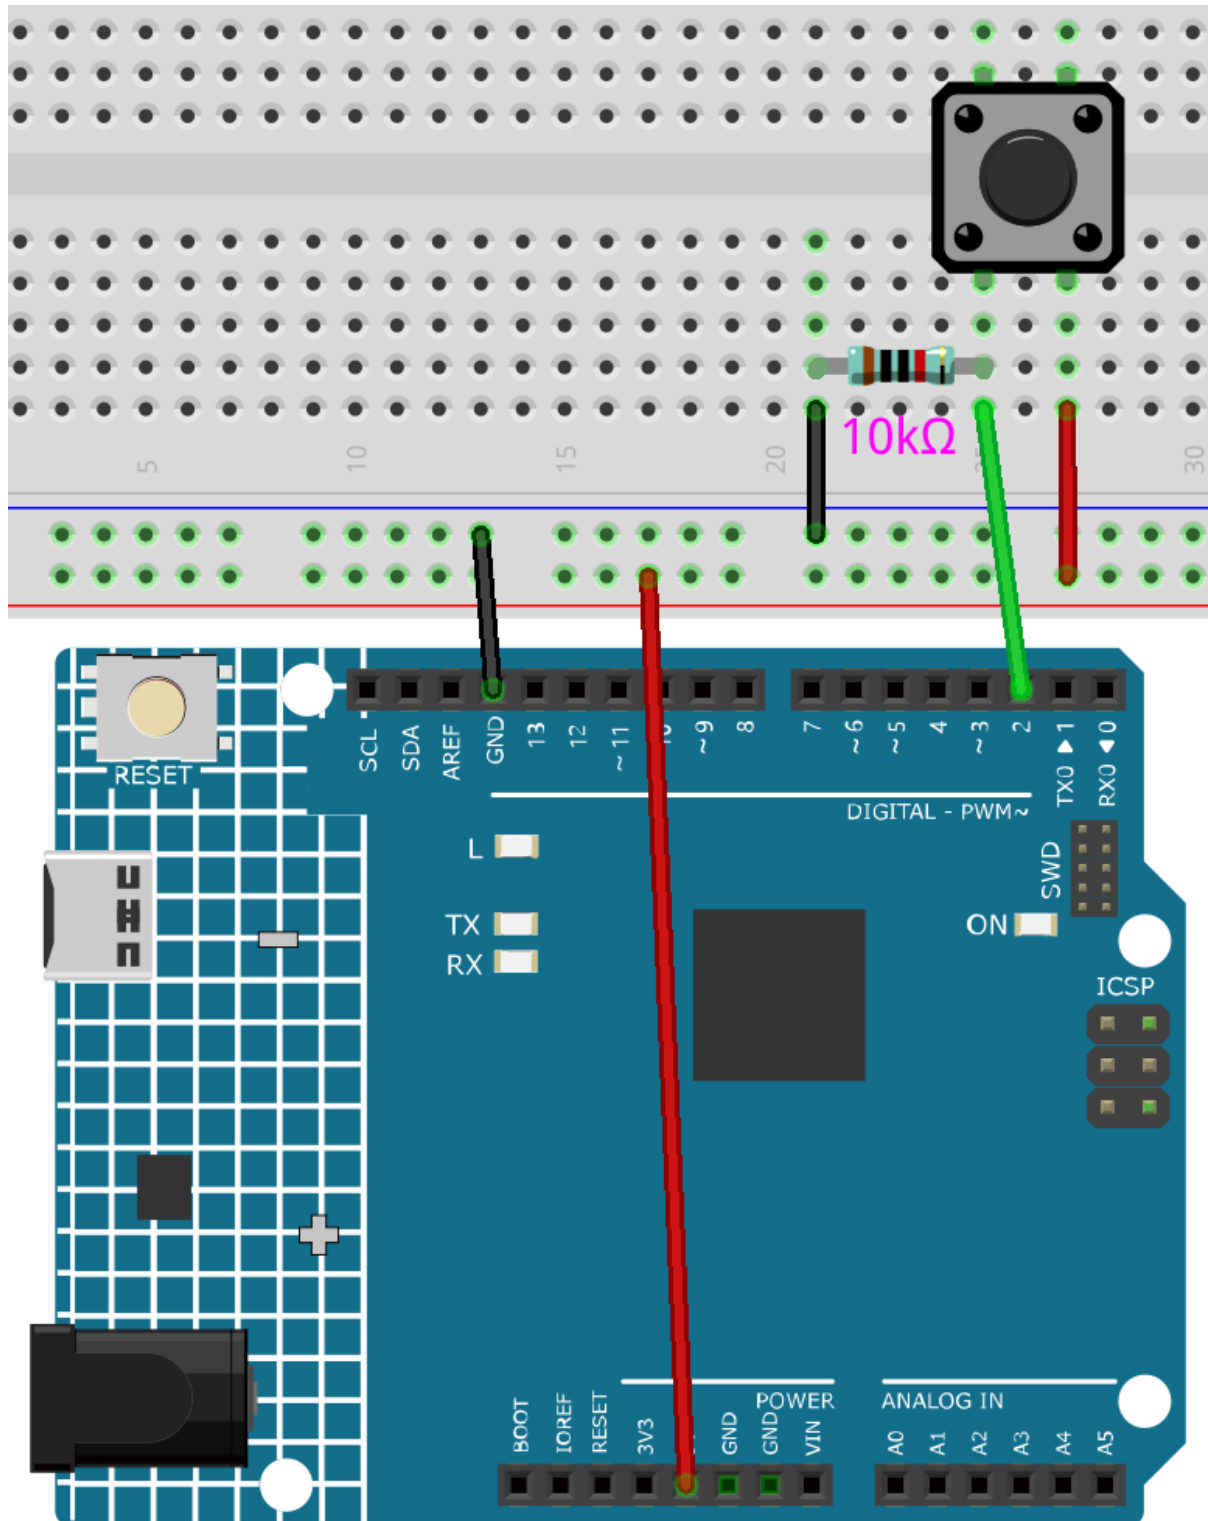 10kΩ
5
10
15
20
25
30
RESET
SCL
SDA
AREF
GND
13
12
~11
10
~9
8
7
~6
~5
4
~3
2
TX0 ▶ 1
RX0 ◀ 0
DIGITAL - PWM~
L
TX
RX
ON
SWD
ICSP
POWER
ANALOG IN
BOOT
IOREF
RESET
3V3
GND
GND
VIN
A0
A1
A2
A3
A4
A5